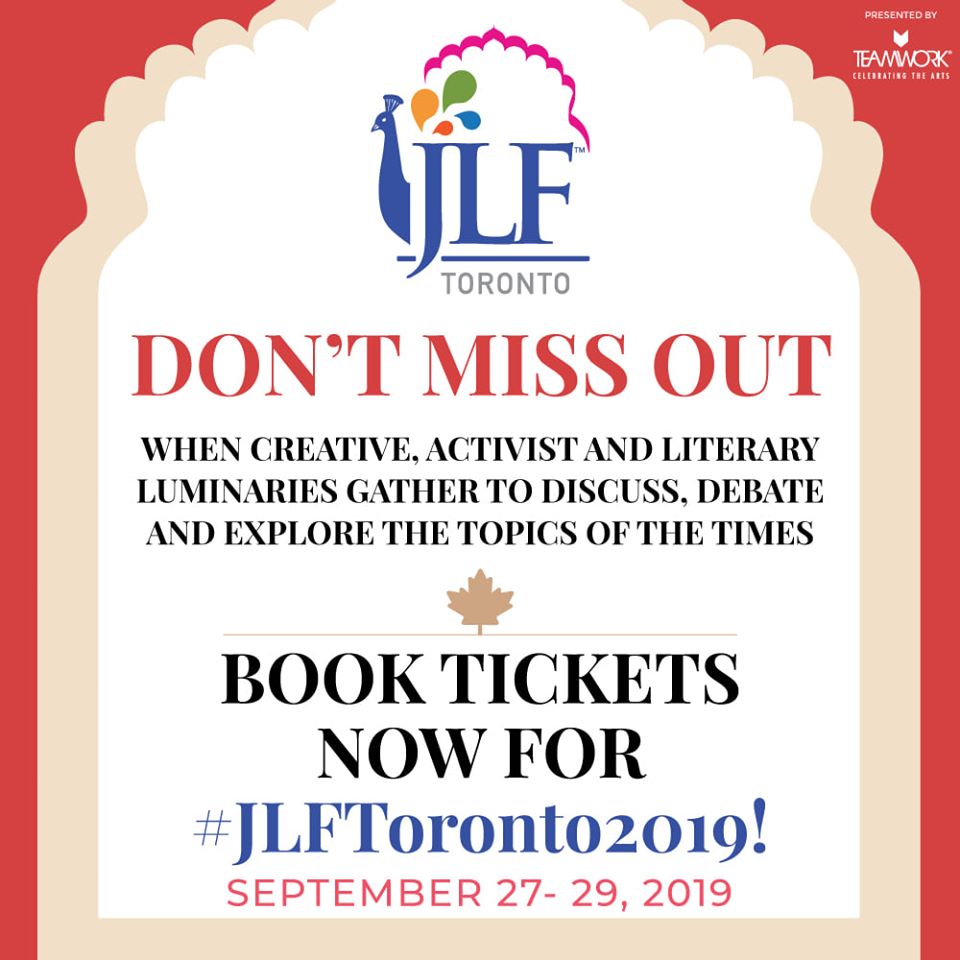 PRESENTED BY
TEAMWORK®
CELEBRATING THE ARTS
JLF™
TORONTO
DON'T MISS OUT
WHEN CREATIVE, ACTIVIST AND LITERARY
LUMINARIES GATHER TO DISCUSS, DEBATE
AND EXPLORE THE TOPICS OF THE TIMES
BOOK TICKETS
NOW FOR
#JLFToronto2019!
SEPTEMBER 27- 29, 2019